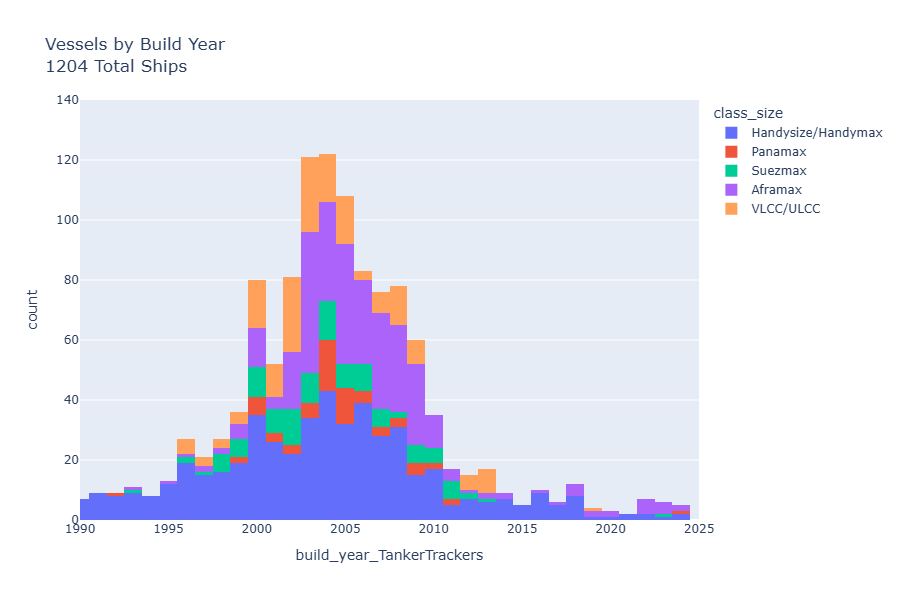 Vessels by Build Year
1204 Total Ships
140
120
100
80
60
40
20
0
count
1990
1995
2000
2005
2010
2015
2020
2025
build_year_TankerTrackers
class_size
Handysize/Handymax
Panamax
Suezmax
Aframax
VLCC/ULCC